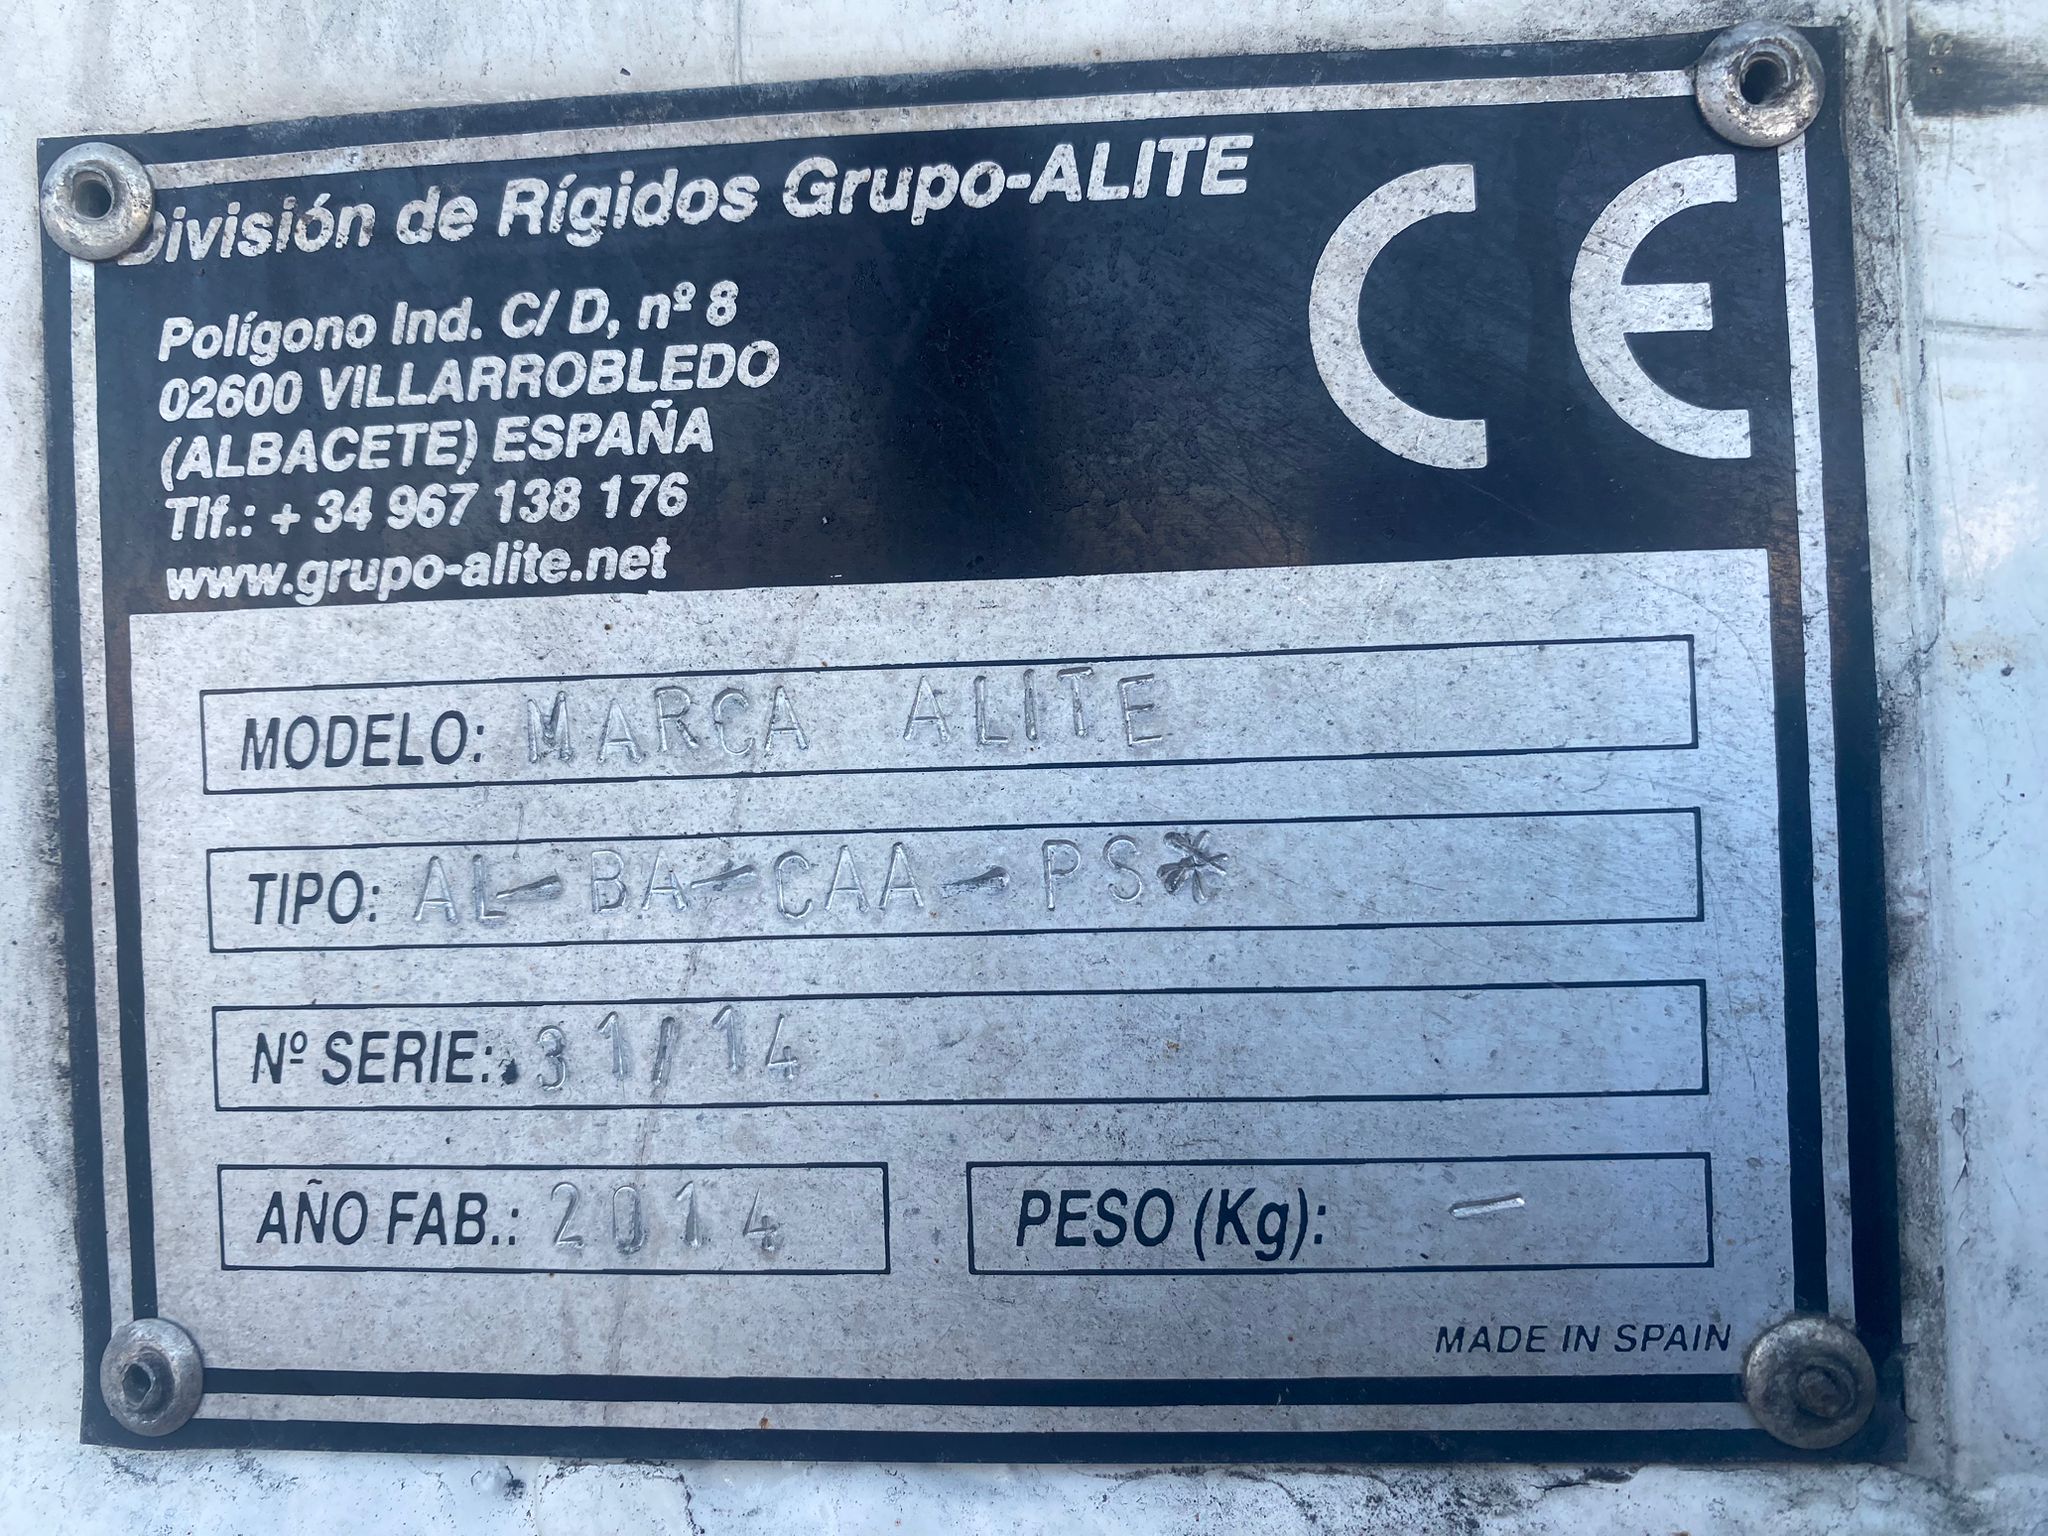 División de Rígidos Grupo-ALITE
CE
Polígono Ind. C/ D, nº 8
02600 VILLARROBLEDO
(ALBACETE) ESPAÑA
Tlf.: + 34 967 138 176
www.grupo-alite.net
MODELO: MARCA ALITE
TIPO: AL-BA-CAA-PS*
Nº SERIE: 31/14
AÑO FAB.: 2014
PESO (Kg): -
MADE IN SPAIN